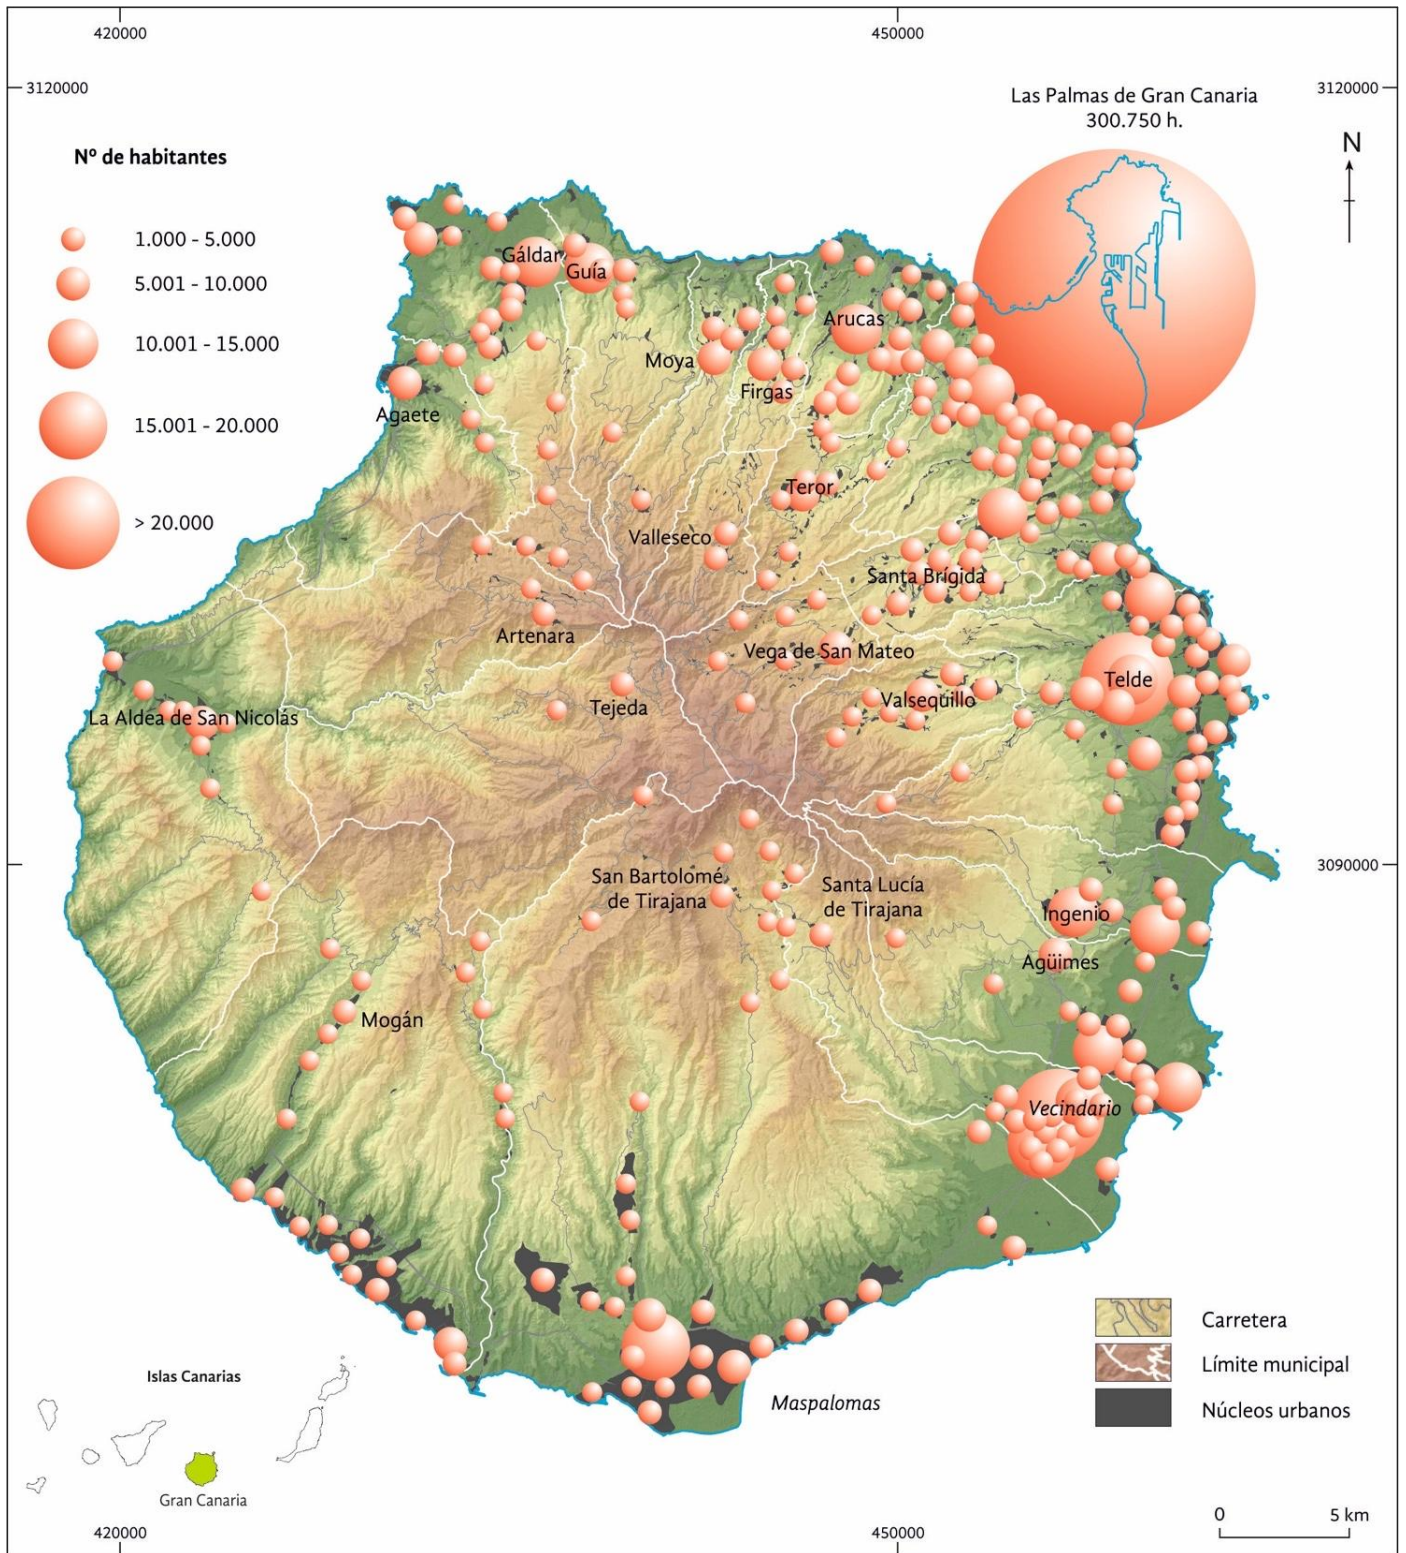 420000
450000
3120000
3120000
Las Palmas de Gran Canaria
300.750 h.
N
Nº de habitantes
1.000 - 5.000
5.001 - 10.000
10.001 - 15.000
15.001 - 20.000
> 20.000
Gáldar
Guía
Arucas
Moya
Firgas
Agaete
Teror
Valleseco
Santa Brígida
Artenara
Vega de San Mateo
Telde
Valsequillo
Tejeda
La Aldea de San Nicolás
3090000
San Bartolomé
de Tirajana
Santa Lucía
de Tirajana
Ingenio
Agüimes
Mogán
Vecindario
Carretera
Límite municipal
Núcleos urbanos
Maspalomas
Islas Canarias
Gran Canaria
0
5 km
420000
450000